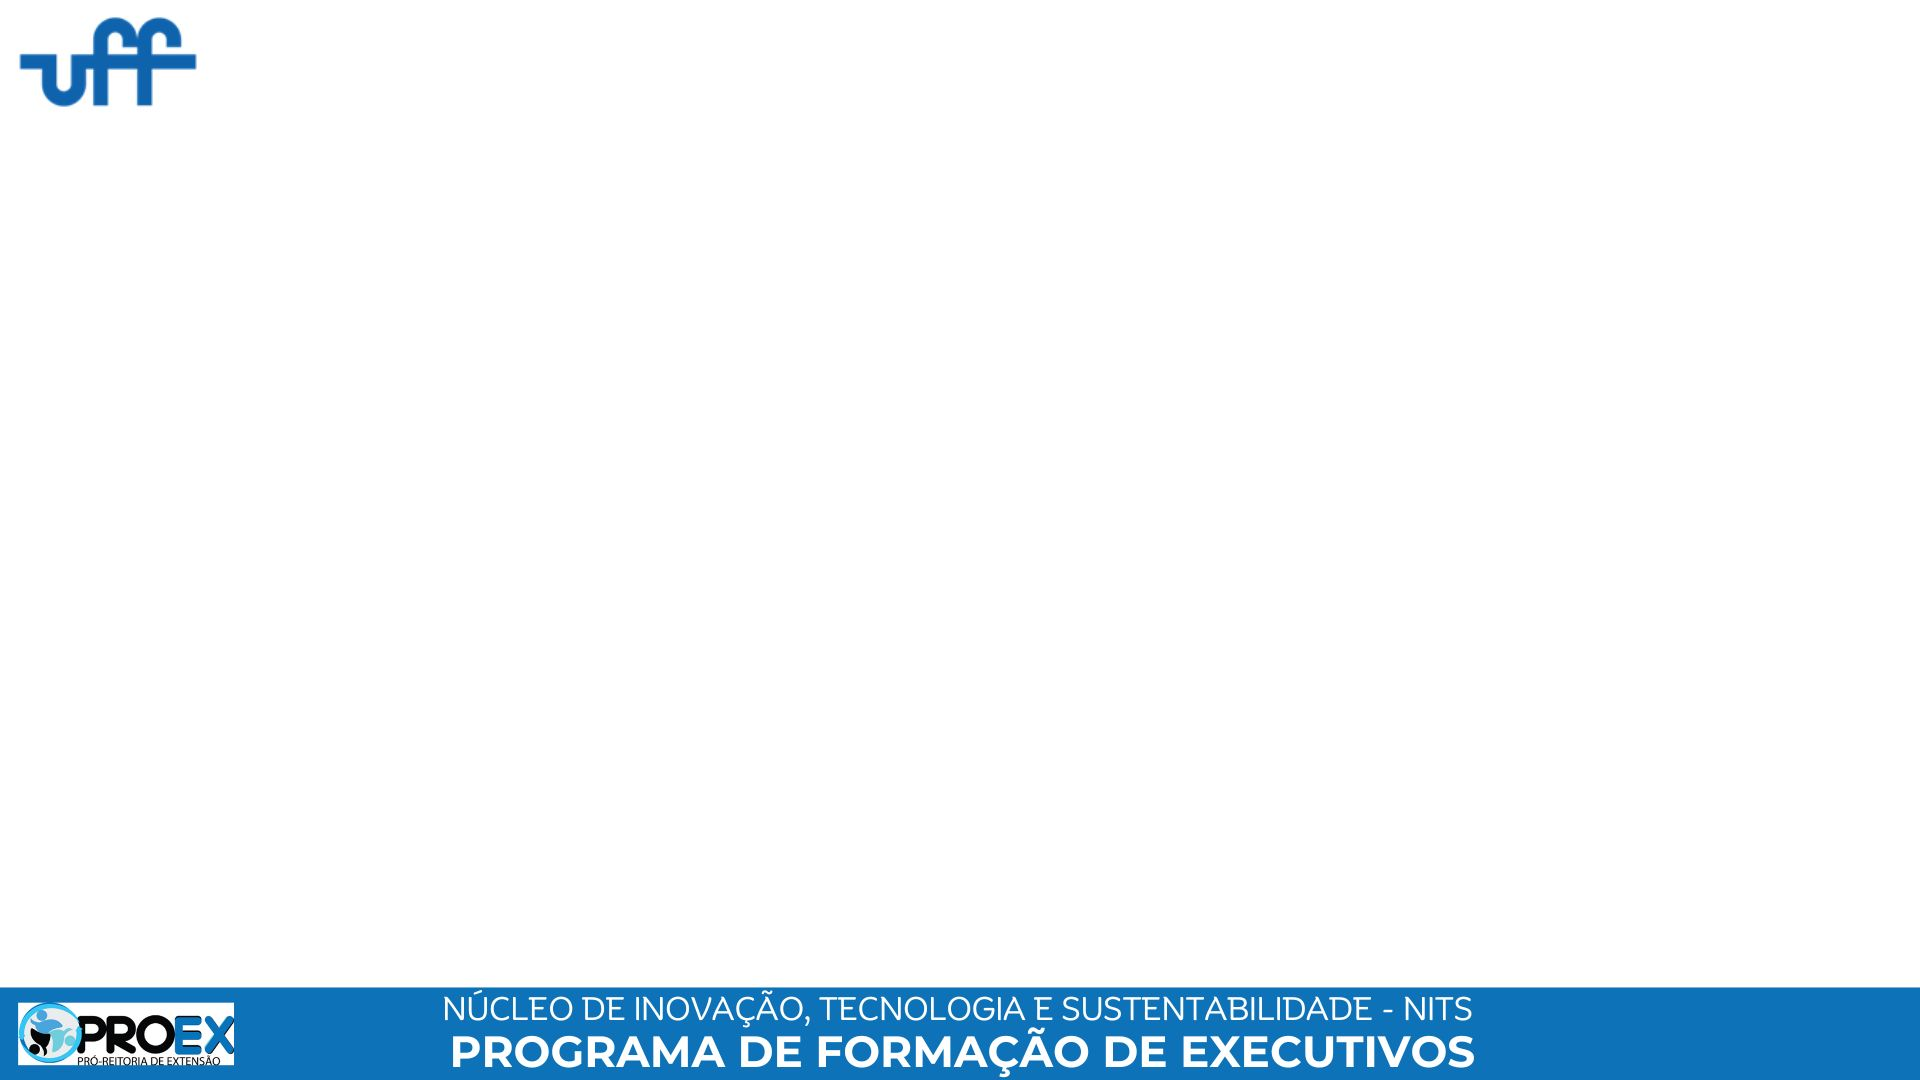 uff
NÚCLEO DE INOVAÇÃO, TECNOLOGIA E SUSTENTABILIDADE - NITS
PROGRAMA DE FORMAÇÃO DE EXECUTIVOS
PROEX
PRÓ-REITORIA DE EXTENSÃO